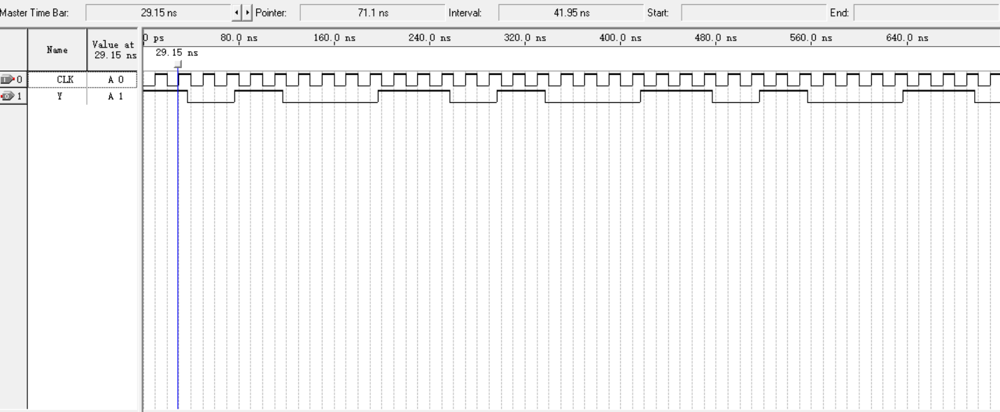 Master Time Bar: 29.15 ns Pointer: 71.1 ns Interval: 41.95 ns Start: End:
Name Value at 29.15 ns
0 ps 80.0 ns 160.0 ns 240.0 ns 320.0 ns 400.0 ns 480.0 ns 560.0 ns 640.0 ns
29.15 ns
0 CLK A 0
1 Y A 1